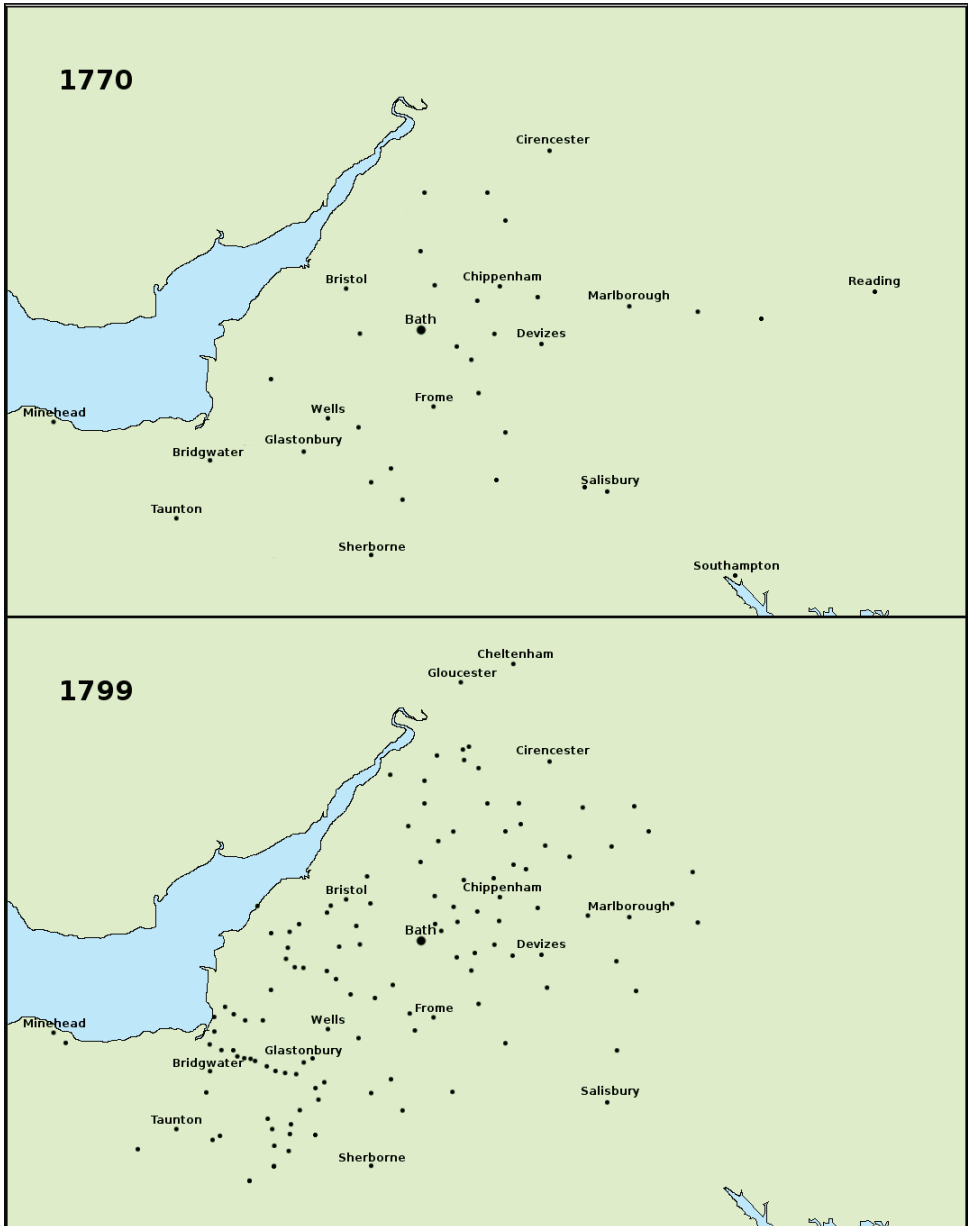 1770
Cirencester
Bristol
Chippenham
Reading
Marlborough
Bath
Devizes
Frome
Wells
Minehead
Glastonbury
Bridgwater
Salisbury
Taunton
Sherborne
Southampton
Cheltenham
Gloucester
1799
Cirencester
Chippenham
Bristol
Marlborough
Bath
Devizes
Frome
Wells
Minehead
Glastonbury
Bridgwater
Salisbury
Taunton
Sherborne